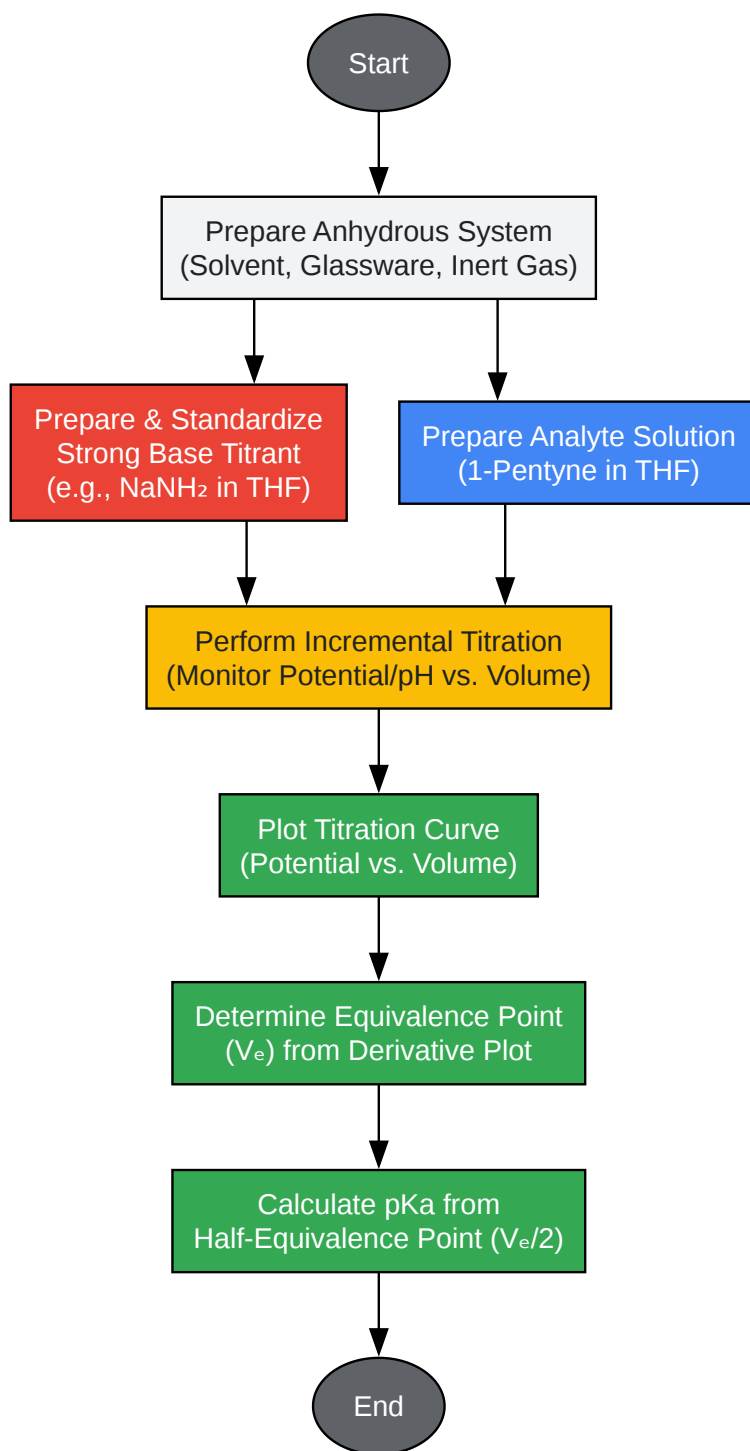 Start
Prepare Anhydrous System
(Solvent, Glassware, Inert Gas)
Prepare & Standardize
Strong Base Titrant
(e.g., NaNH₂ in THF)
Prepare Analyte Solution
(1-Pentyne in THF)
Perform Incremental Titration
(Monitor Potential/pH vs. Volume)
Plot Titration Curve
(Potential vs. Volume)
Determine Equivalence Point
(Vₑ) from Derivative Plot
Calculate pKa from
Half-Equivalence Point (Vₑ/2)
End